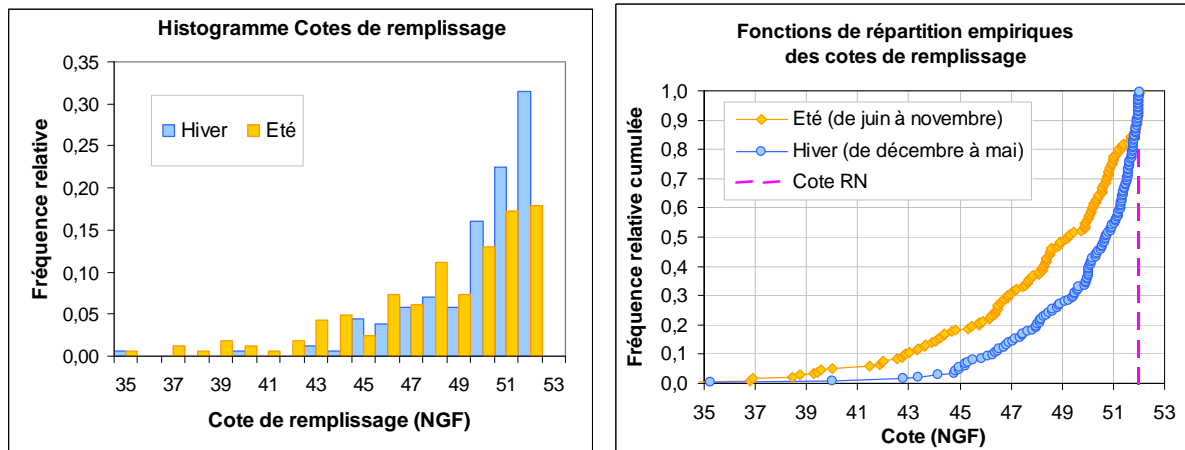 Histogramme Cotes de remplissage
0,35
0,30
0,25
0,20
0,15
0,10
0,05
0,00
Fréquence relative
Hiver
Eté
35 37 39 41 43 45 47 49 51 53
Cote de remplissage (NGF)
Fonctions de répartition empiriques
des cotes de remplissage
1,0
0,9
0,8
0,7
0,6
0,5
0,4
0,3
0,2
0,1
0,0
Fréquence relative cumulée
Eté (de juin à novembre)
Hiver (de décembre à mai)
Cote RN
35 37 39 41 43 45 47 49 51 53
Cote (NGF)